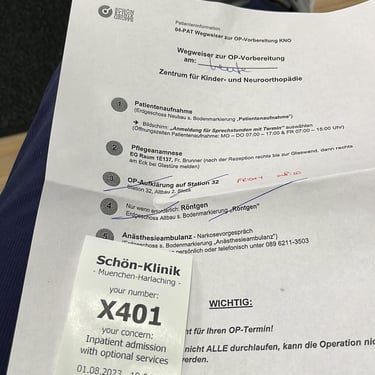 SCHÖN
KLINIK
GRUPPE
Patienteninformation
04-PAT Wegweiser zur OP-Vorbereitung KNO
Wegweiser zur OP-Vorbereitung
am: heute
Zentrum für Kinder- und Neuroorthopädie
1 Patientenaufnahme
(Erdgeschoss Neubau s. Bodenmarkierung „Patientenaufnahme")
➔ Bildschirm: „Anmeldung für Sprechstunden mit Termin" auswählen
(Öffnungszeiten Patientenaufnahme: MO – DO 07:00 – 17:00 & FR 07:00 – 15:00 Uhr)
2 Pflegeanamnese
EG Raum 1E137, Fr. Brunner (nach der Rezeption rechts bis zur Glaswand, dann rechts
am Eck bei Glastüre melden)
3 OP-Aufklärung auf Station 32
Station 32, Altbau 2. Stock
FRIDAY
4 Nur wenn erforderlich: Röntgen
Erdgeschoss Altbau s. Bodenmarkierung „Röntgen"
5 Anästhesieambulanz - Narkosevorgespräch
s. Bodenmarkierung „Anästhesieambulanz")
persönlich oder telefonisch unter 089 6211-3503
WICHTIG:
nt für Ihren OP-Termin!
nicht ALLE durchlaufen, kann die Operation nic
werden.
Schön-Klinik
- Muenchen-Harlaching -
your number:
X401
your concern:
Inpatient admission
with optional services
01.08.2023